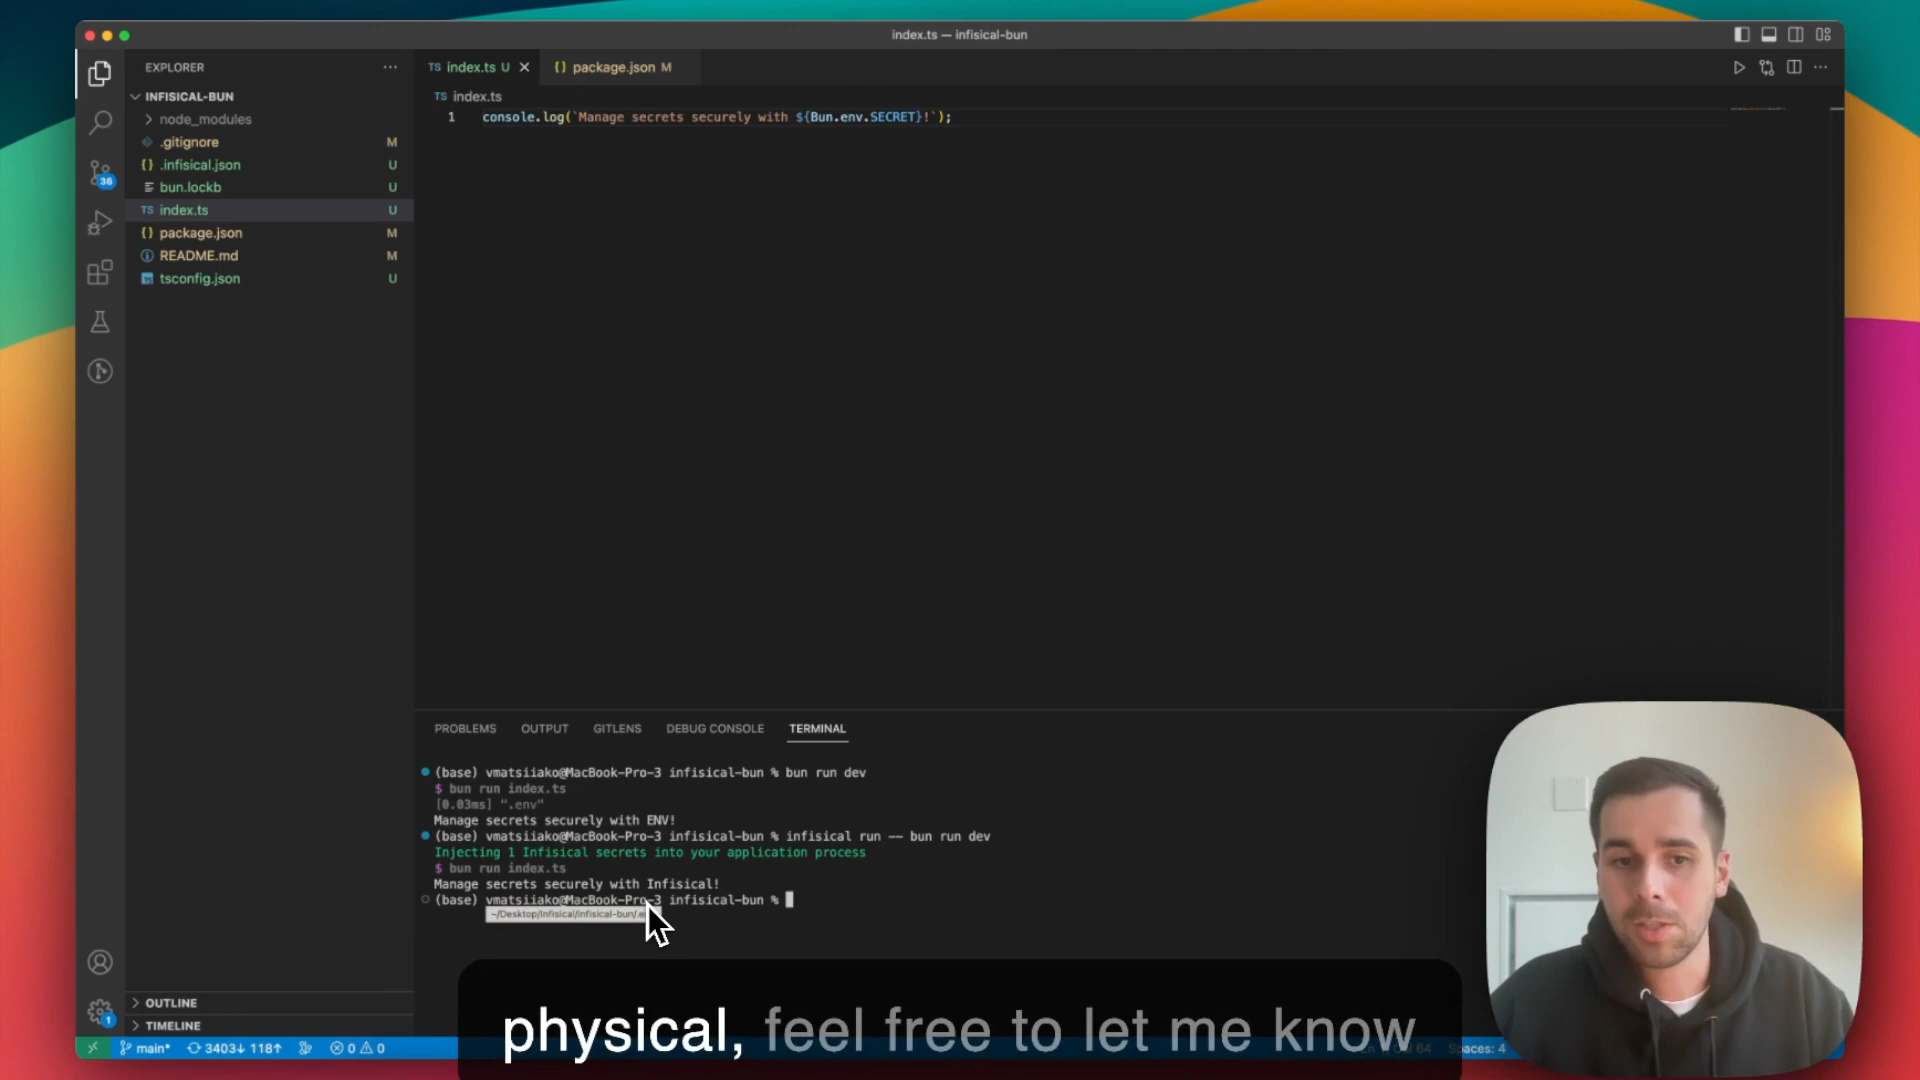 index.ts — infisical-bun
EXPLORER
INFISICAL-BUN
node_modules
.gitignore M
{} .infisical.json U
bun.lockb U
TS index.ts U
{} package.json M
README.md M
tsconfig.json U
36
TS index.ts U
{} package.json M
TS index.ts
1 console.log(`Manage secrets securely with ${Bun.env.SECRET}!`);
PROBLEMS OUTPUT GITLENS DEBUG CONSOLE TERMINAL
(base) vmatsiiako@MacBook-Pro-3 infisical-bun % bun run dev
$ bun run index.ts
[0.03ms] ".env"
Manage secrets securely with ENV!
(base) vmatsiiako@MacBook-Pro-3 infisical-bun % infisical run -- bun run dev
Injecting 1 Infisical secrets into your application process
$ bun run index.ts
Manage secrets securely with Infisical!
(base) vmatsiiako@MacBook-Pro-3 infisical-bun %
~/Desktop/Infisical/infisical-bun/
OUTLINE
TIMELINE
1
physical, feel free to let me know
main* 3403↓ 118↑ 0 0
Spaces: 4